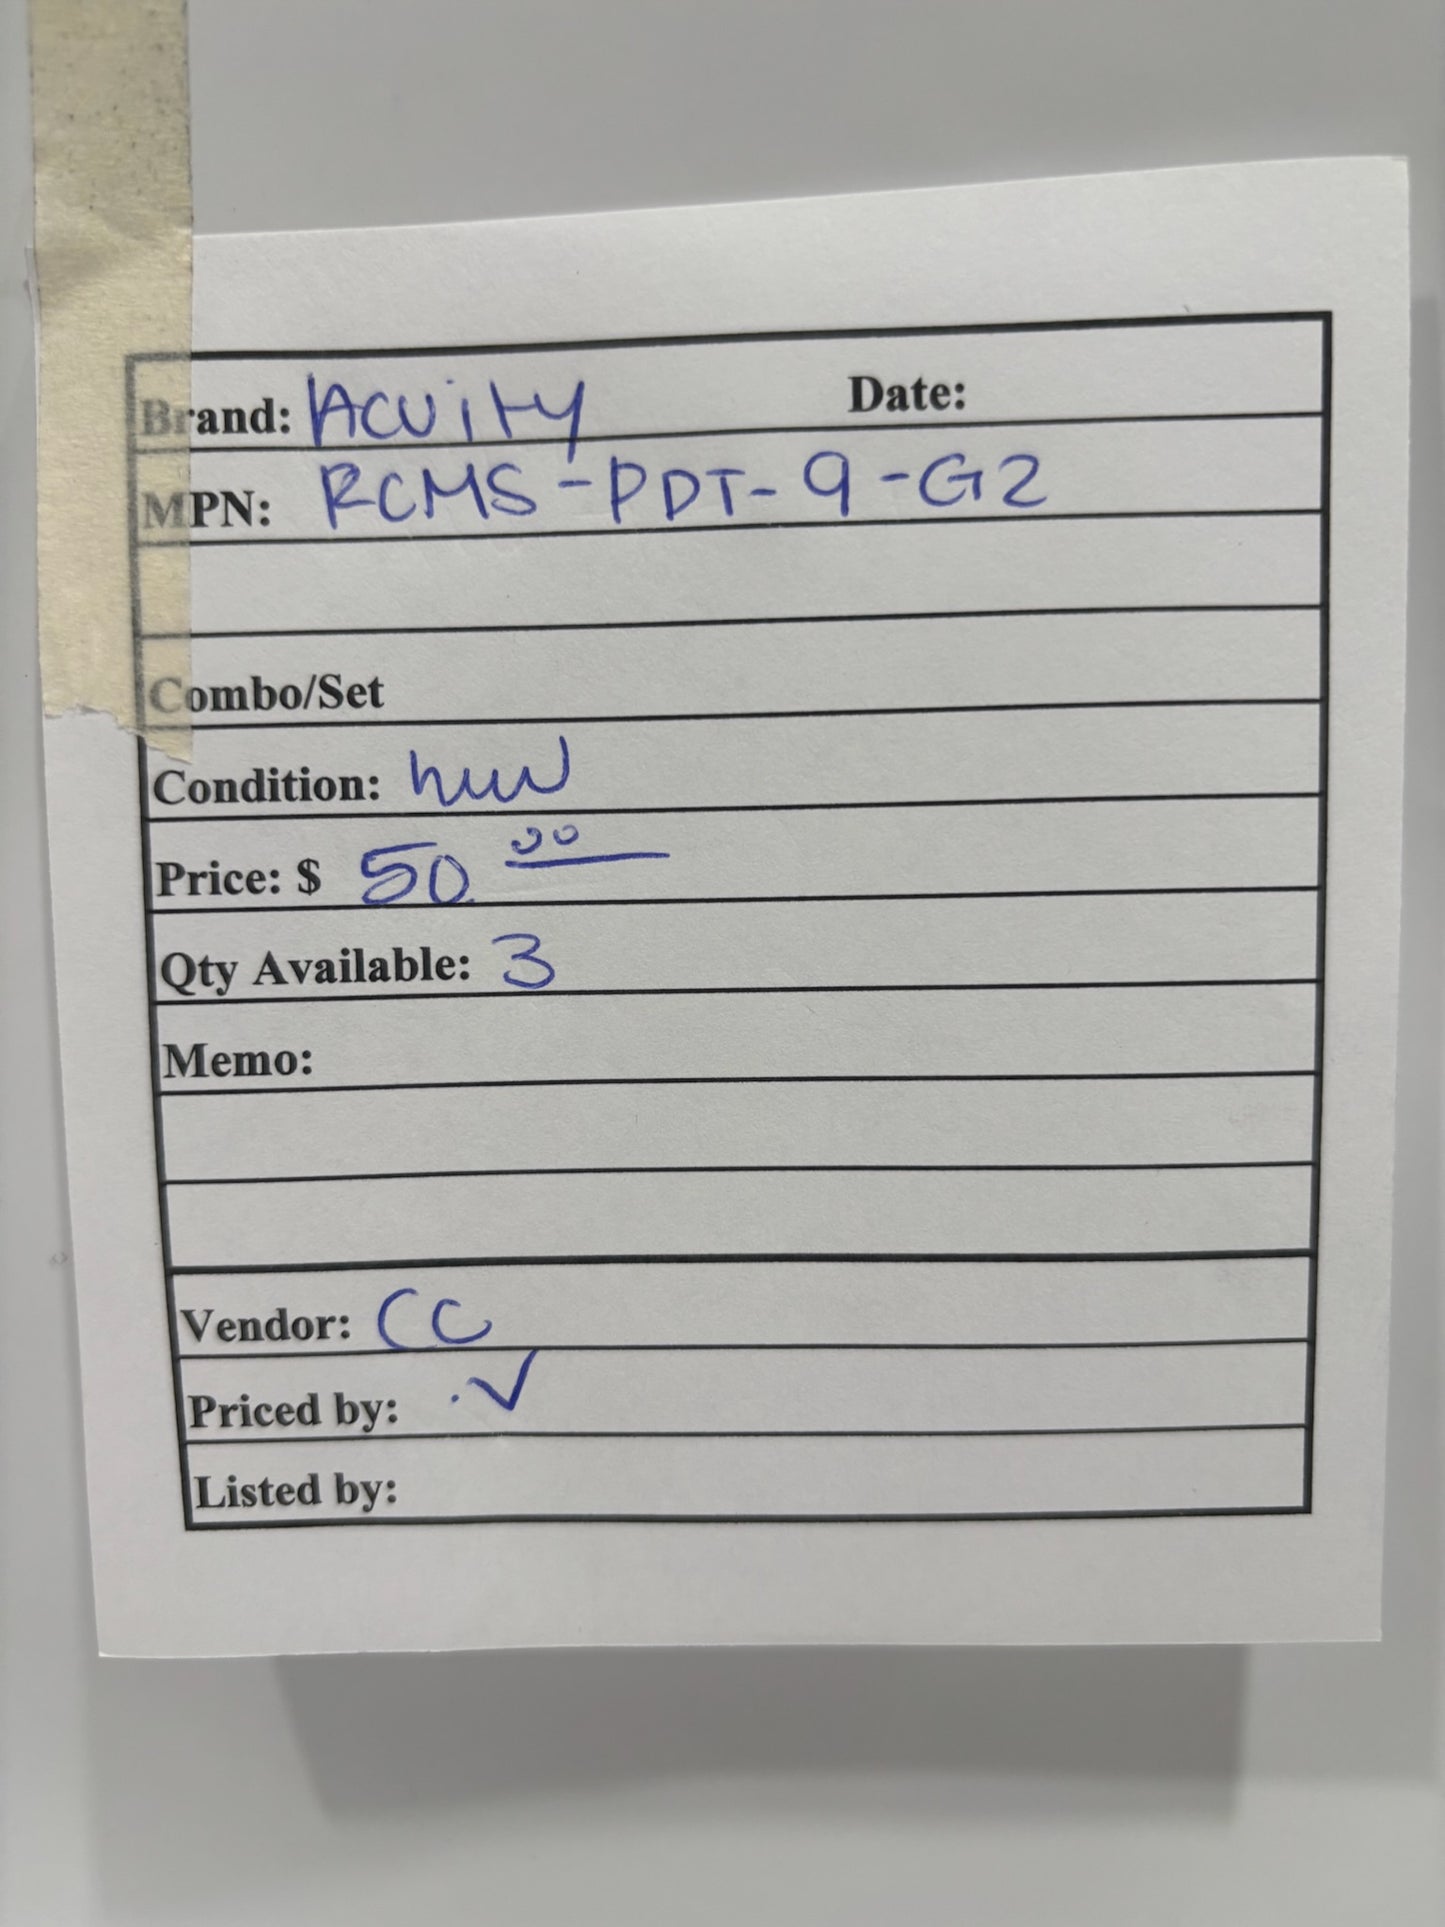 Brand: Acuity Date:
MPN: RCMS-PDT-9-G2
Combo/Set
Condition: new
Price: $ 50.00
Qty Available: 3
Memo:
Vendor: CC
Priced by: .√
Listed by: